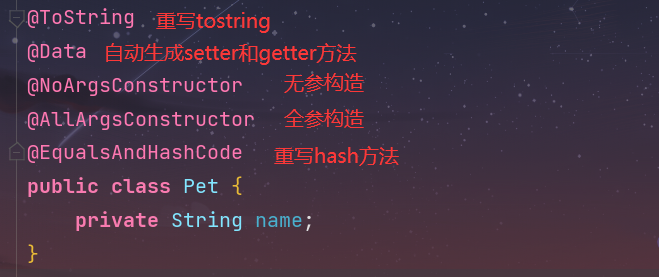 @ToString 重写tostring
@Data 自动生成setter和getter方法
@NoArgsConstructor 无参构造
@AllArgsConstructor 全参构造
@EqualsAndHashCode 重写hash方法
public class Pet {
    private String name;
}